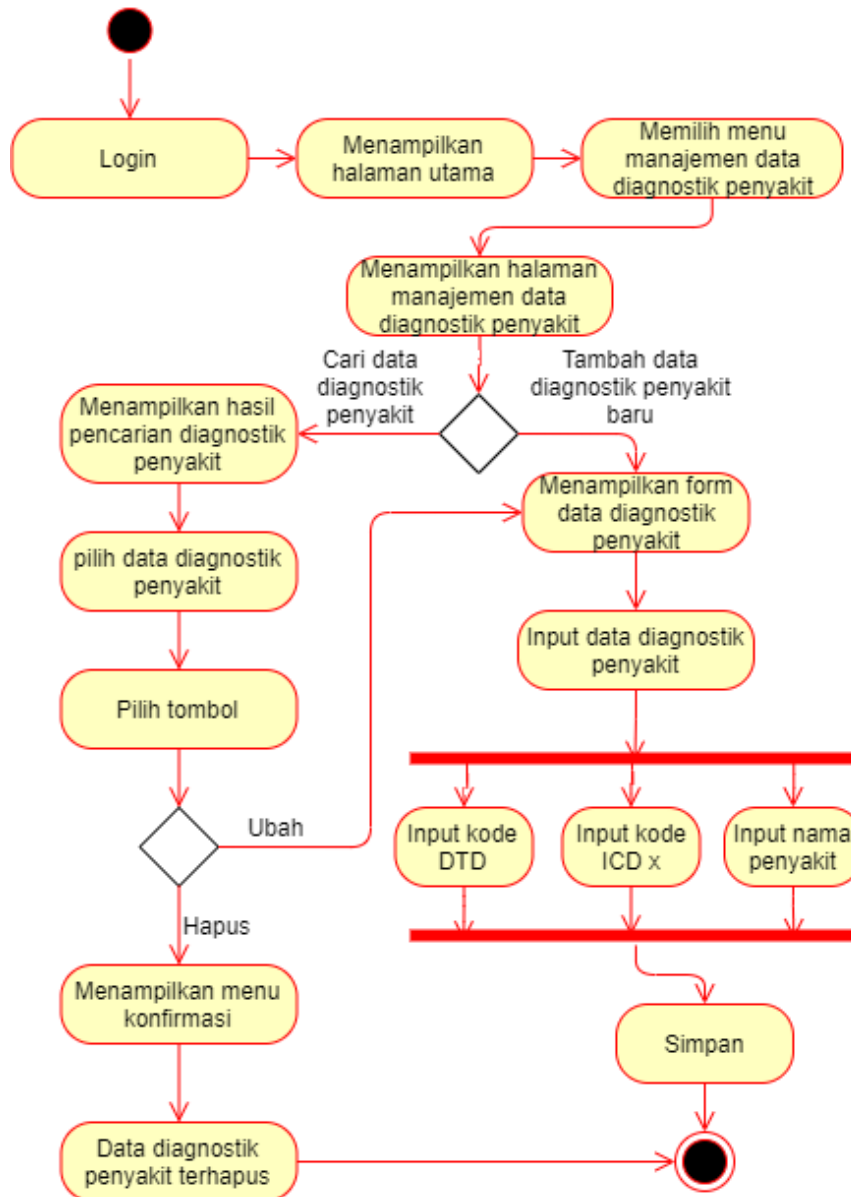 Login
Menampilkan
halaman utama
Memilih menu
manajemen data
diagnostik penyakit
Menampilkan halaman
manajemen data
diagnostik penyakit
Cari data
diagnostik
penyakit
Tambah data
diagnostik penyakit
baru
Menampilkan hasil
pencarian diagnostik
penyakit
Menampilkan form
data diagnostik
penyakit
pilih data diagnostik
penyakit
Input data diagnostik
penyakit
Pilih tombol
Ubah
Input kode
DTD
Input kode
ICD x
Input nama
penyakit
Hapus
Menampilkan menu
konfirmasi
Simpan
Data diagnostik
penyakit terhapus